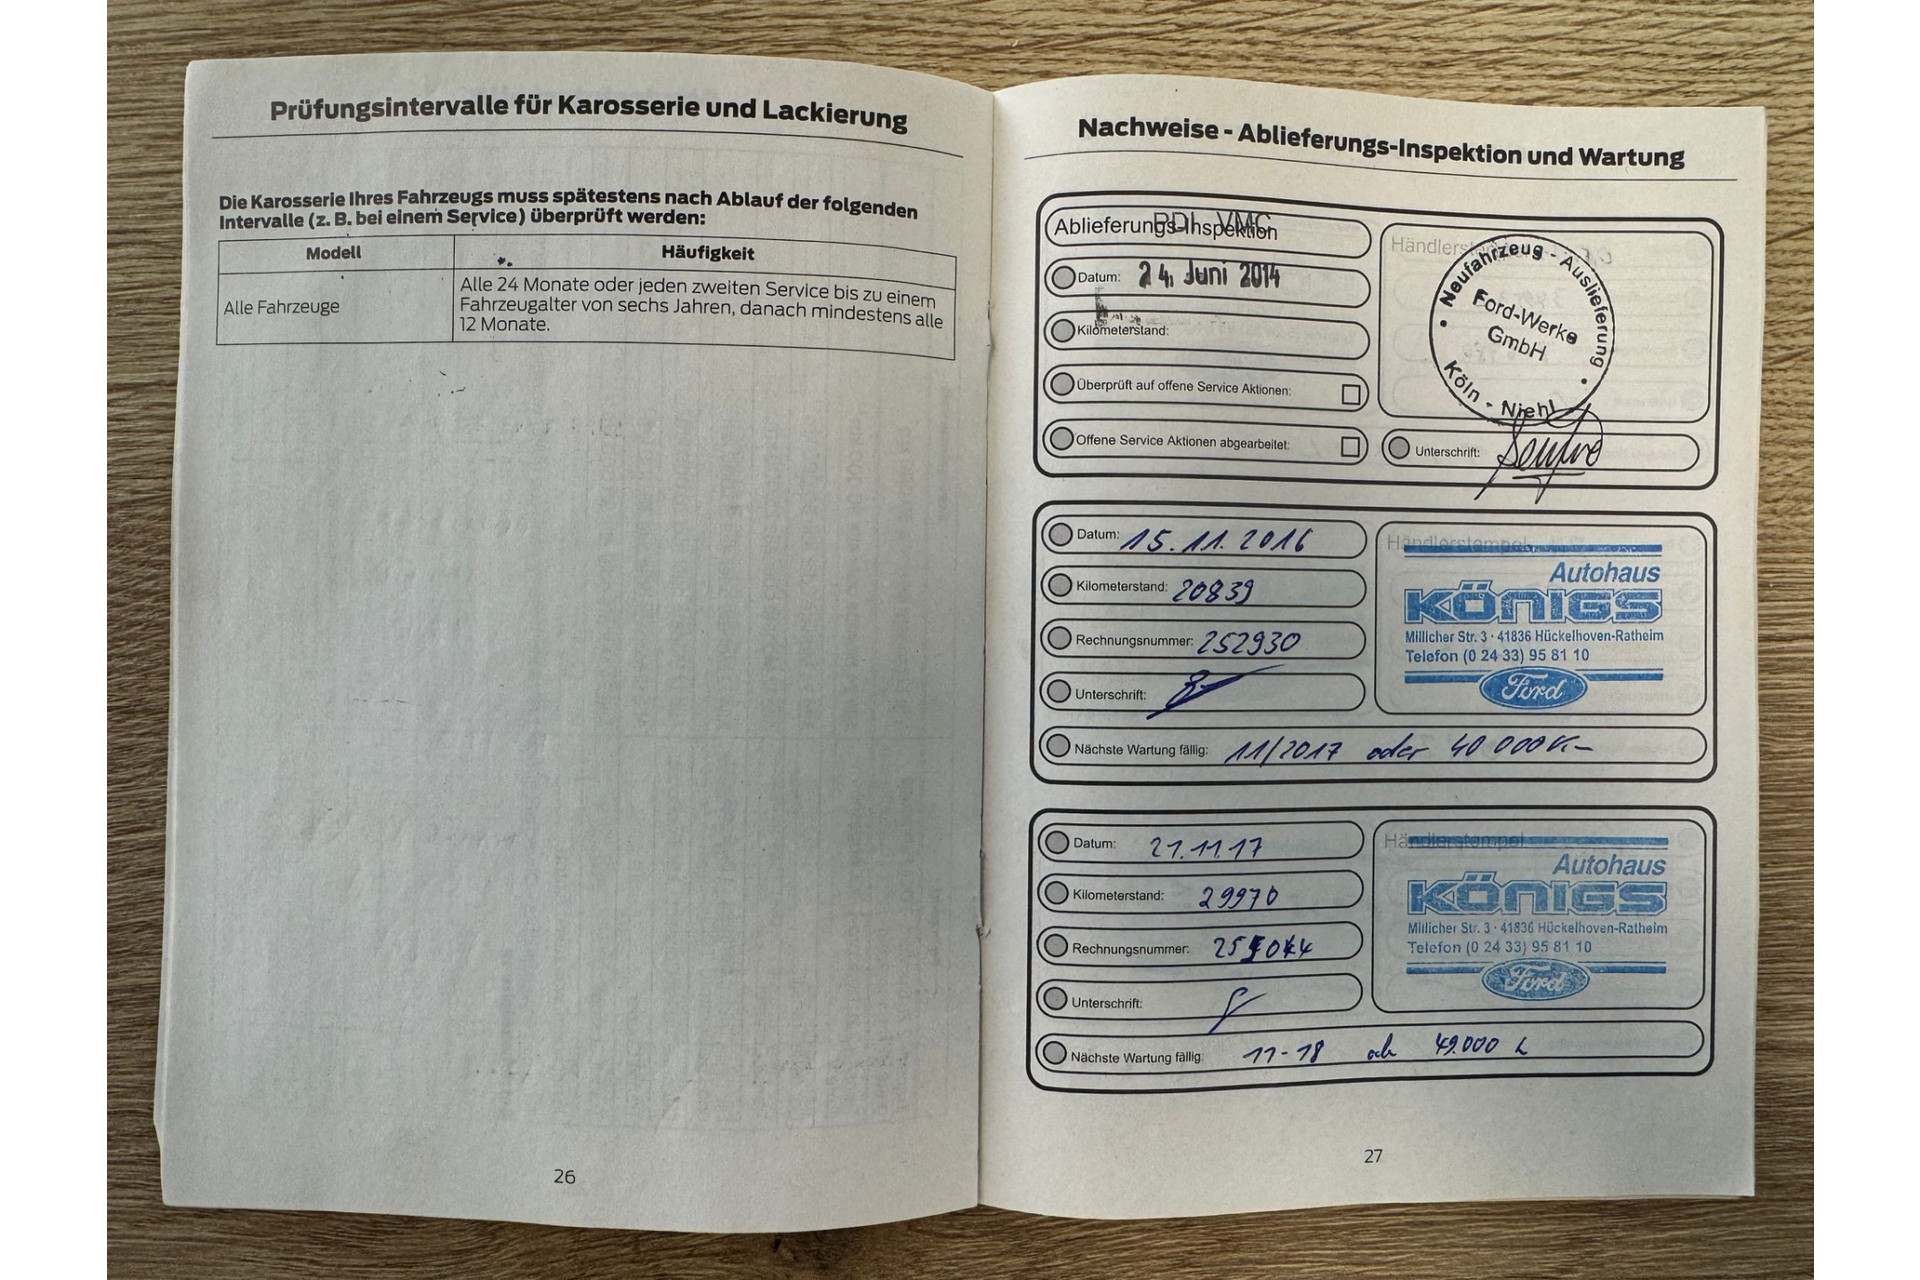 Prüfungsintervalle für Karosserie und Lackierung
Die Karosserie Ihres Fahrzeugs muss spätestens nach Ablauf der folgenden
Intervalle (z. B. bei einem Service) überprüft werden:
Modell Häufigkeit
Alle Fahrzeuge
Alle 24 Monate oder jeden zweiten Service bis zu einem
Fahrzeugalter von sechs Jahren, danach mindestens alle
12 Monate.
26
Nachweise - Ablieferungs-Inspektion und Wartung
PDI - VMC
Ablieferungs-Inspektion
Datum: 24. Juni 2014
Kilometerstand:
Überprüft auf offene Service Aktionen:
Offene Service Aktionen abgearbeitet:
Händlerstempel
Neufahrzeug - Auslieferung
Ford-Werke
GmbH
Köln - Niehl
Unterschrift:
Datum: 15.11.2016
Kilometerstand: 20839
Rechnungsnummer: 252930
Unterschrift:
Händlerstempel
Autohaus
KÖNIGS
Millicher Str. 3 · 41836 Hückelhoven-Ratheim
Telefon (0 24 33) 95 81 10
Ford
Nächste Wartung fällig: 11/2017 oder 40 000
Datum: 21.11.17
Kilometerstand: 29970
Rechnungsnummer:
Unterschrift:
Händlerstempel
Autohaus
KÖNIGS
Millicher Str. 3 · 41836 Hückelhoven-Ratheim
Telefon (0 24 33) 95 81 10
Ford
Nächste Wartung fällig: 11-18 49.000
27